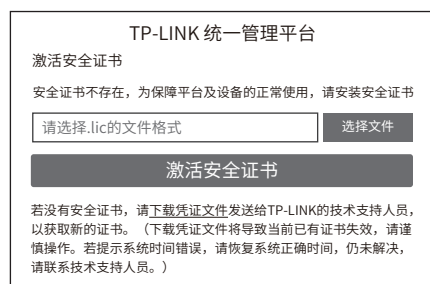 TP-LINK 统一管理平台
激活安全证书
安全证书不存在，为保障平台及设备的正常使用，请安装安全证书
请选择.lic的文件格式
选择文件
激活安全证书
若没有安全证书，请下载凭证文件发送给TP-LINK的技术支持人员，
以获取新的证书。（下载凭证文件将导致当前已有证书失效，请谨
慎操作。若提示系统时间错误，请恢复系统正确时间，仍未解决，
请联系技术支持人员。）